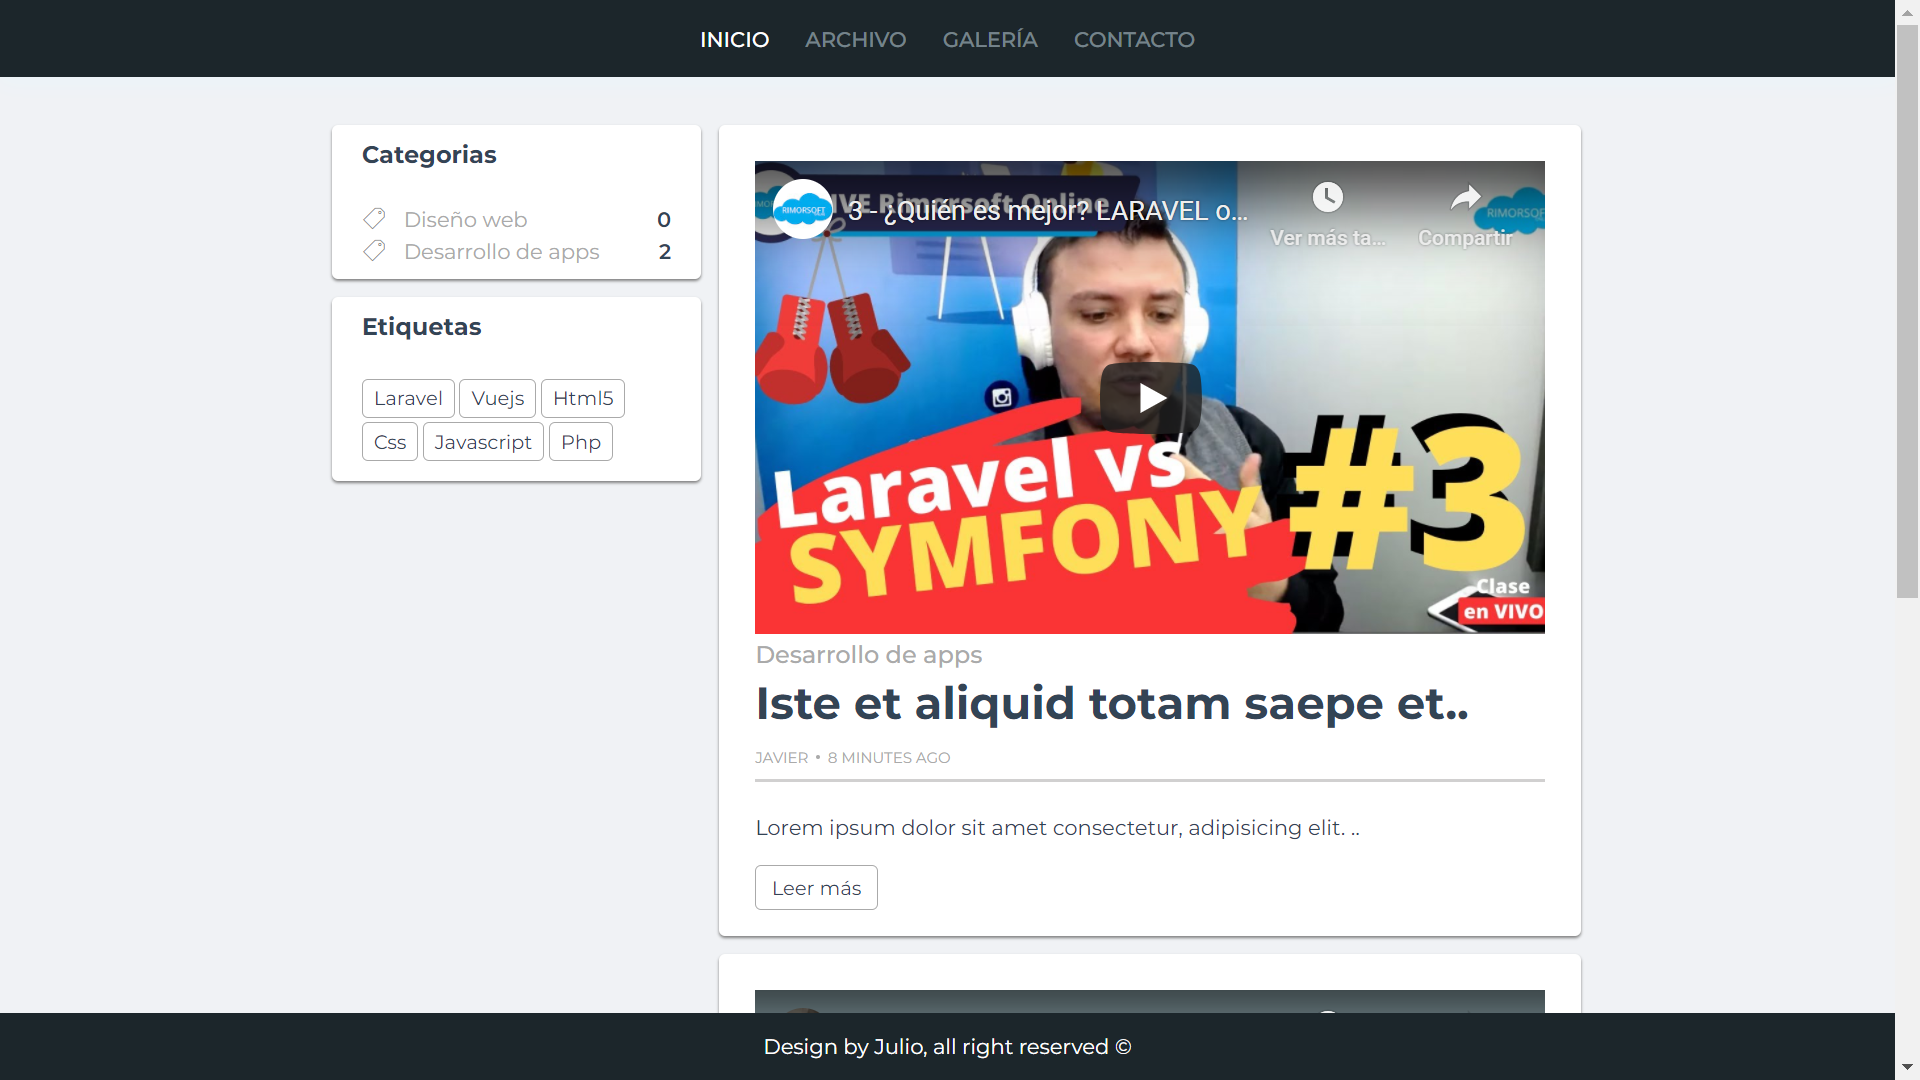 INICIO ARCHIVO GALERÍA CONTACTO
Categorias
Diseño web 0
Desarrollo de apps 2
Etiquetas
Laravel Vuejs Html5
Css Javascript Php
RIMORSOFT
3 - ¿Quién es mejor? LARAVEL o...
Rimorsoft Online
Ver más ta...
Compartir
Laravel vs
SYMFONY
#3
Clase
en VIVO
Desarrollo de apps
Iste et aliquid totam saepe et..
JAVIER • 8 MINUTES AGO
Lorem ipsum dolor sit amet consectetur, adipisicing elit. ..
Leer más
Design by Julio, all right reserved ©